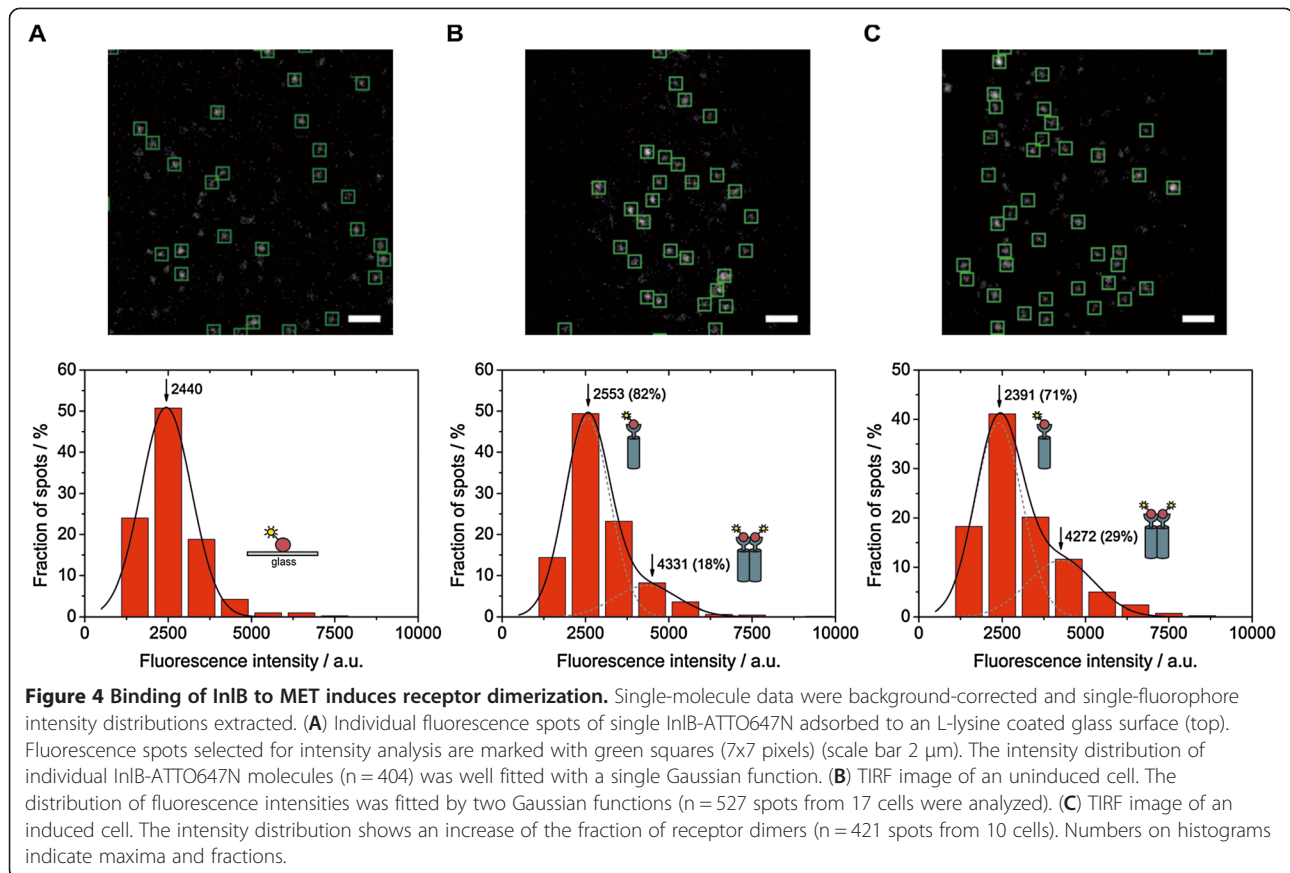 A
B
C
60
50
40
30
20
10
0
Fraction of spots / %
2440
glass
0 2500 5000 7500 10000
Fluorescence intensity / a.u.
60
50
40
30
20
10
0
Fraction of spots / %
2553 (82%)
4331 (18%)
0 2500 5000 7500 10000
Fluorescence intensity / a.u.
50
40
30
20
10
0
Fraction of spots / %
2391 (71%)
4272 (29%)
0 2500 5000 7500 10000
Fluorescence intensity / a.u.
Figure 4 Binding of InlB to MET induces receptor dimerization. Single-molecule data were background-corrected and single-fluorophore
intensity distributions extracted. (A) Individual fluorescence spots of single InlB-ATTO647N adsorbed to an L-lysine coated glass surface (top).
Fluorescence spots selected for intensity analysis are marked with green squares (7x7 pixels) (scale bar 2 μm). The intensity distribution of
individual InlB-ATTO647N molecules (n = 404) was well fitted with a single Gaussian function. (B) TIRF image of an uninduced cell. The
distribution of fluorescence intensities was fitted by two Gaussian functions (n = 527 spots from 17 cells were analyzed). (C) TIRF image of an
induced cell. The intensity distribution shows an increase of the fraction of receptor dimers (n = 421 spots from 10 cells). Numbers on histograms
indicate maxima and fractions.